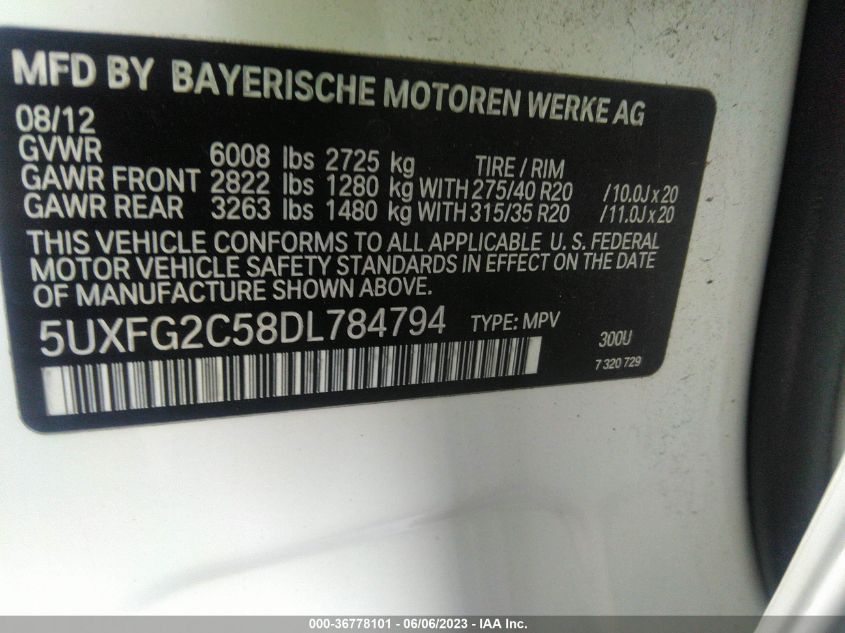 MFD BY BAYERISCHE MOTOREN WERKE AG
08/12
GVWR 6008 lbs 2725 kg TIRE / RIM
GAWR FRONT 2822 lbs 1280 kg WITH 275/40 R20 / 10.0J x 20
GAWR REAR 3263 lbs 1480 kg WITH 315/35 R20 / 11.0J x 20
THIS VEHICLE CONFORMS TO ALL APPLICABLE U. S. FEDERAL
MOTOR VEHICLE SAFETY STANDARDS IN EFFECT ON THE DATE
OF MANUFACTURE SHOWN ABOVE.
5UXFG2C58DL784794 TYPE: MPV 300U
7 320 729
000-36778101 - 06/06/2023 - IAA Inc.